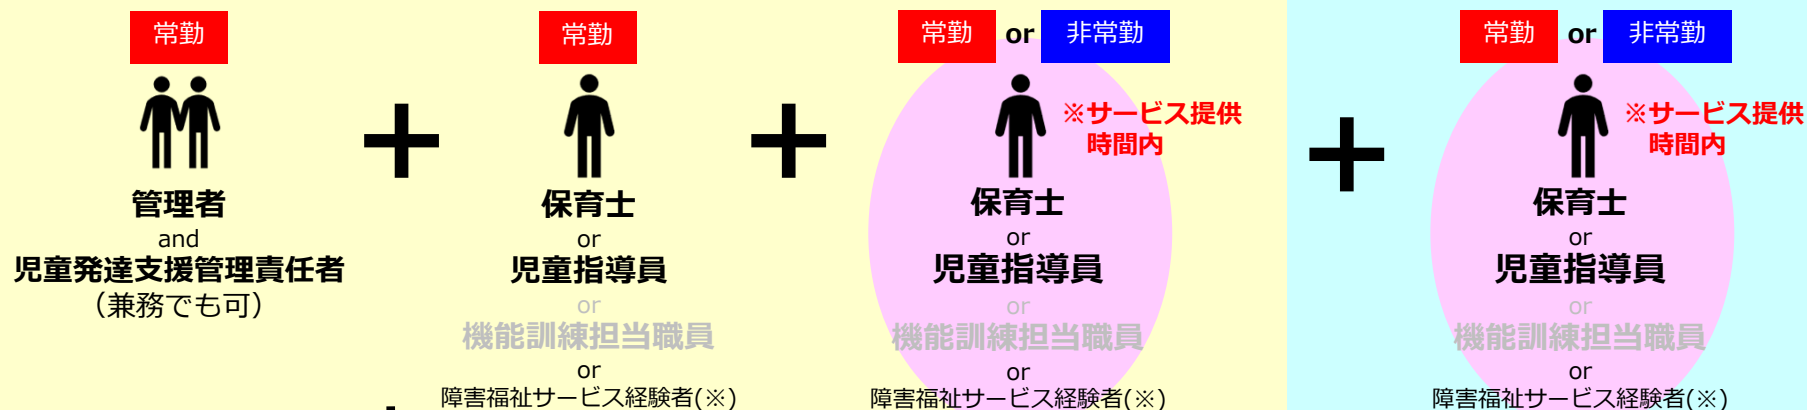 常勤
管理者
and
児童発達支援管理責任者
（兼務でも可）
＋
常勤
保育士
or
児童指導員
or
機能訓練担当職員
or
障害福祉サービス経験者(※)
＋
常勤 or 非常勤
※サービス提供
時間内
保育士
or
児童指導員
or
機能訓練担当職員
or
障害福祉サービス経験者(※)
＋
常勤 or 非常勤
※サービス提供
時間内
保育士
or
児童指導員
or
機能訓練担当職員
or
障害福祉サービス経験者(※)